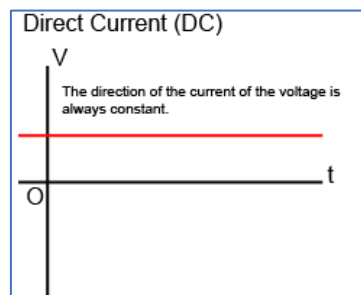 Direct Current (DC)
V
The direction of the current of the voltage is
always constant.
t
O